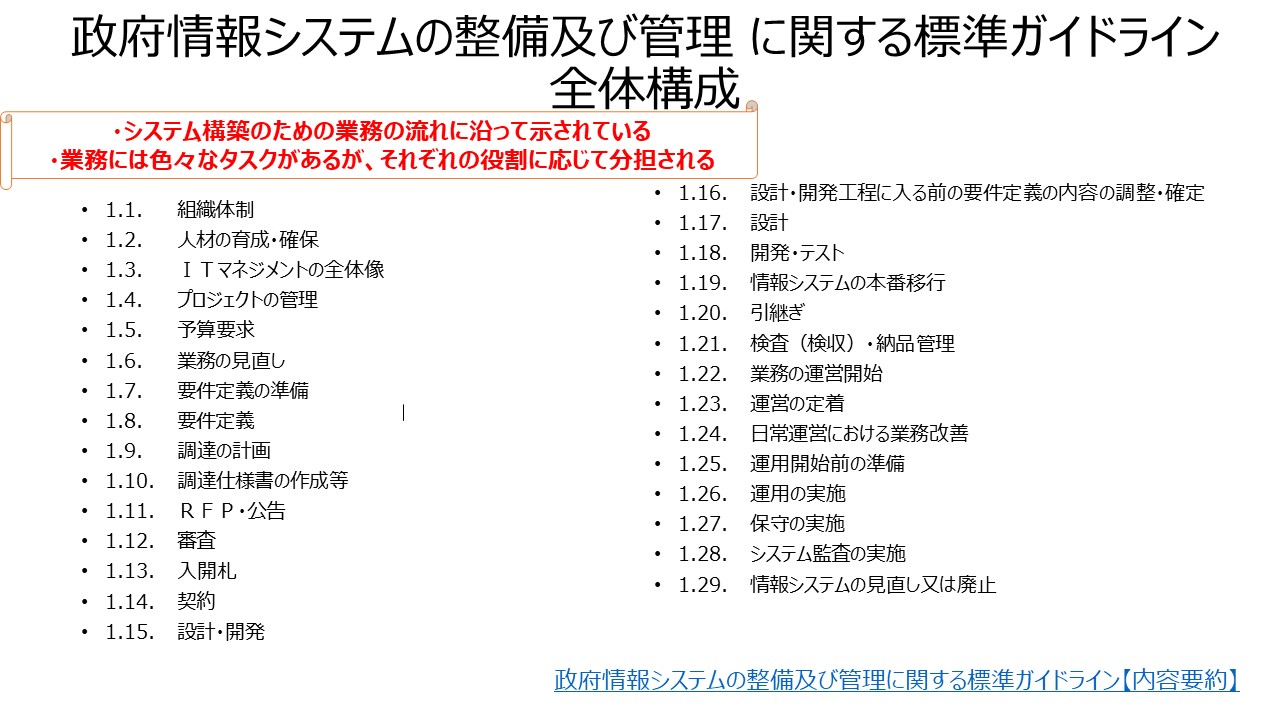 政府情報システムの整備及び管理 に関する標準ガイドライン
全体構成
・システム構築のための業務の流れに沿って示されている
・業務には色々なタスクがあるが、それぞれの役割に応じて分担される
• 1.1. 組織体制
• 1.2. 人材の育成・確保
• 1.3. ＩＴマネジメントの全体像
• 1.4. プロジェクトの管理
• 1.5. 予算要求
• 1.6. 業務の見直し
• 1.7. 要件定義の準備
• 1.8. 要件定義
• 1.9. 調達の計画
• 1.10. 調達仕様書の作成等
• 1.11. ＲＦＰ・公告
• 1.12. 審査
• 1.13. 入開札
• 1.14. 契約
• 1.15. 設計・開発
• 1.16. 設計・開発工程に入る前の要件定義の内容の調整・確定
• 1.17. 設計
• 1.18. 開発・テスト
• 1.19. 情報システムの本番移行
• 1.20. 引継ぎ
• 1.21. 検査（検収）・納品管理
• 1.22. 業務の運営開始
• 1.23. 運営の定着
• 1.24. 日常運営における業務改善
• 1.25. 運用開始前の準備
• 1.26. 運用の実施
• 1.27. 保守の実施
• 1.28. システム監査の実施
• 1.29. 情報システムの見直し又は廃止
政府情報システムの整備及び管理に関する標準ガイドライン【内容要約】